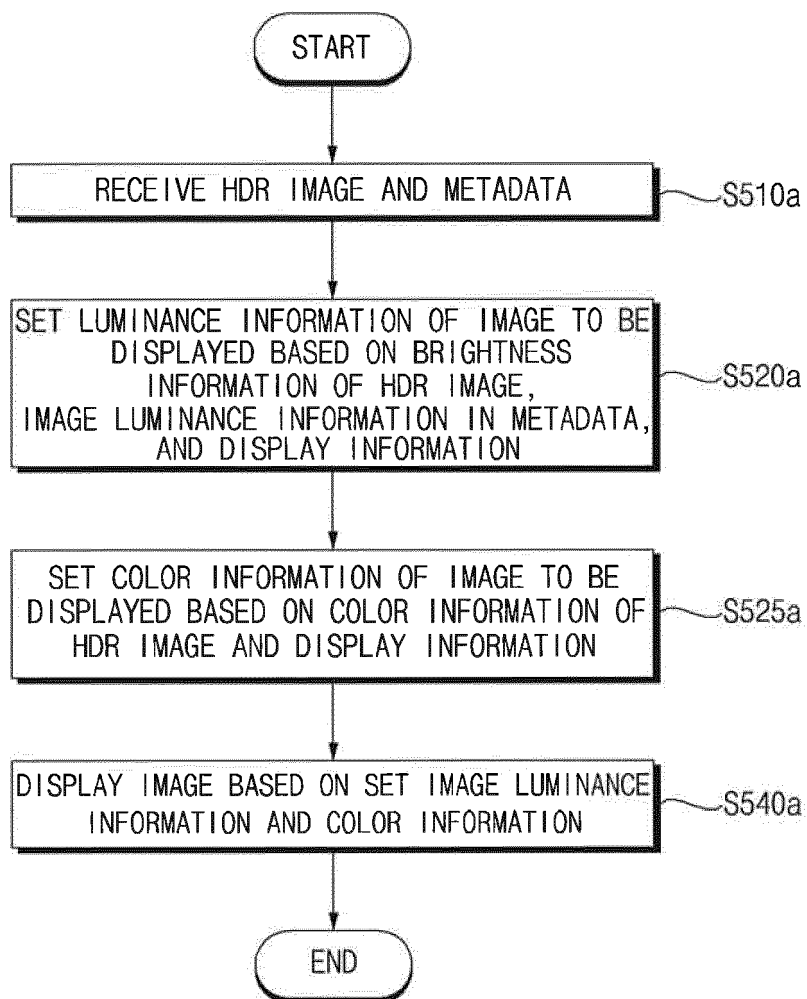 START
RECEIVE HDR IMAGE AND METADATA
S510a
SET LUMINANCE INFORMATION OF IMAGE TO BE
DISPLAYED BASED ON BRIGHTNESS
INFORMATION OF HDR IMAGE,
IMAGE LUMINANCE INFORMATION IN METADATA,
AND DISPLAY INFORMATION
S520a
SET COLOR INFORMATION OF IMAGE TO BE
DISPLAYED BASED ON COLOR INFORMATION OF
HDR IMAGE AND DISPLAY INFORMATION
S525a
DISPLAY IMAGE BASED ON SET IMAGE LUMINANCE
INFORMATION AND COLOR INFORMATION
S540a
END